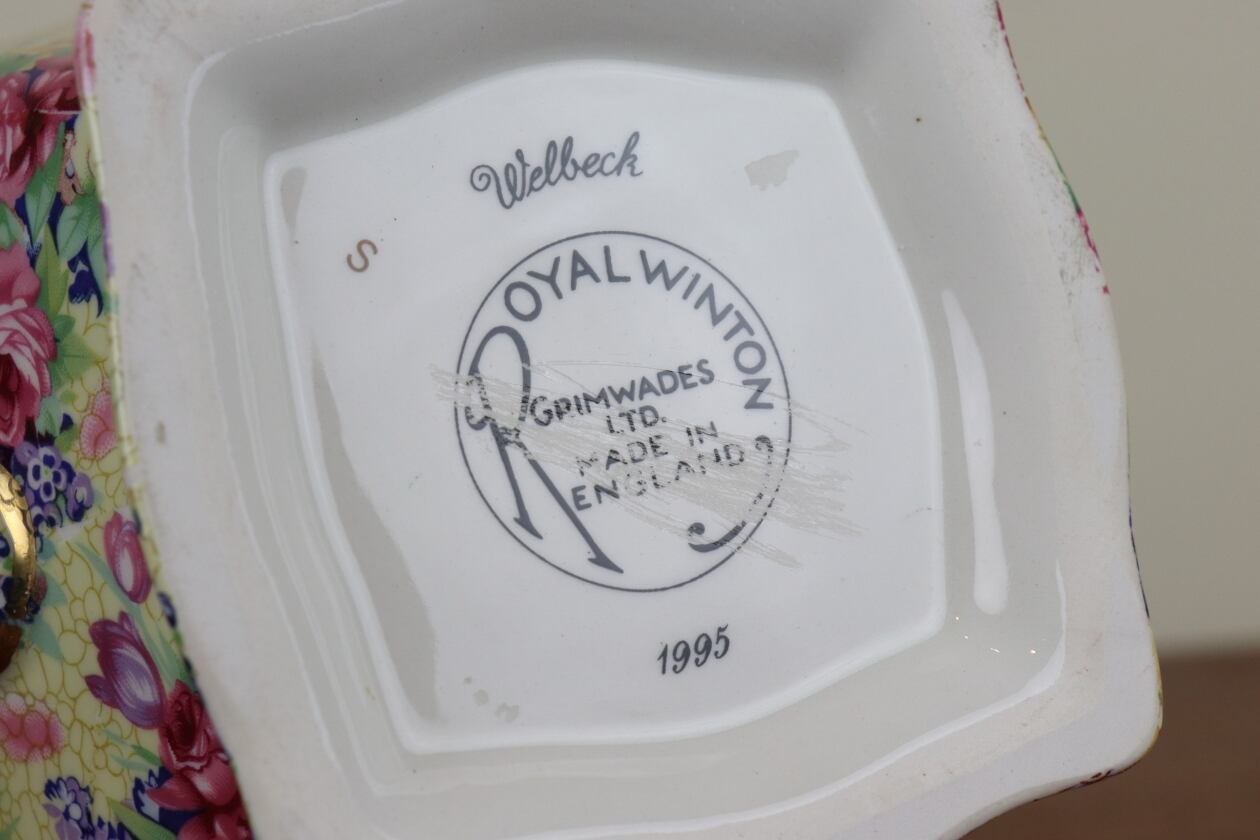 Welbeck
S
ROYAL WINTON
GRIMWADES
LTD.
MADE IN
ENGLAND
1995